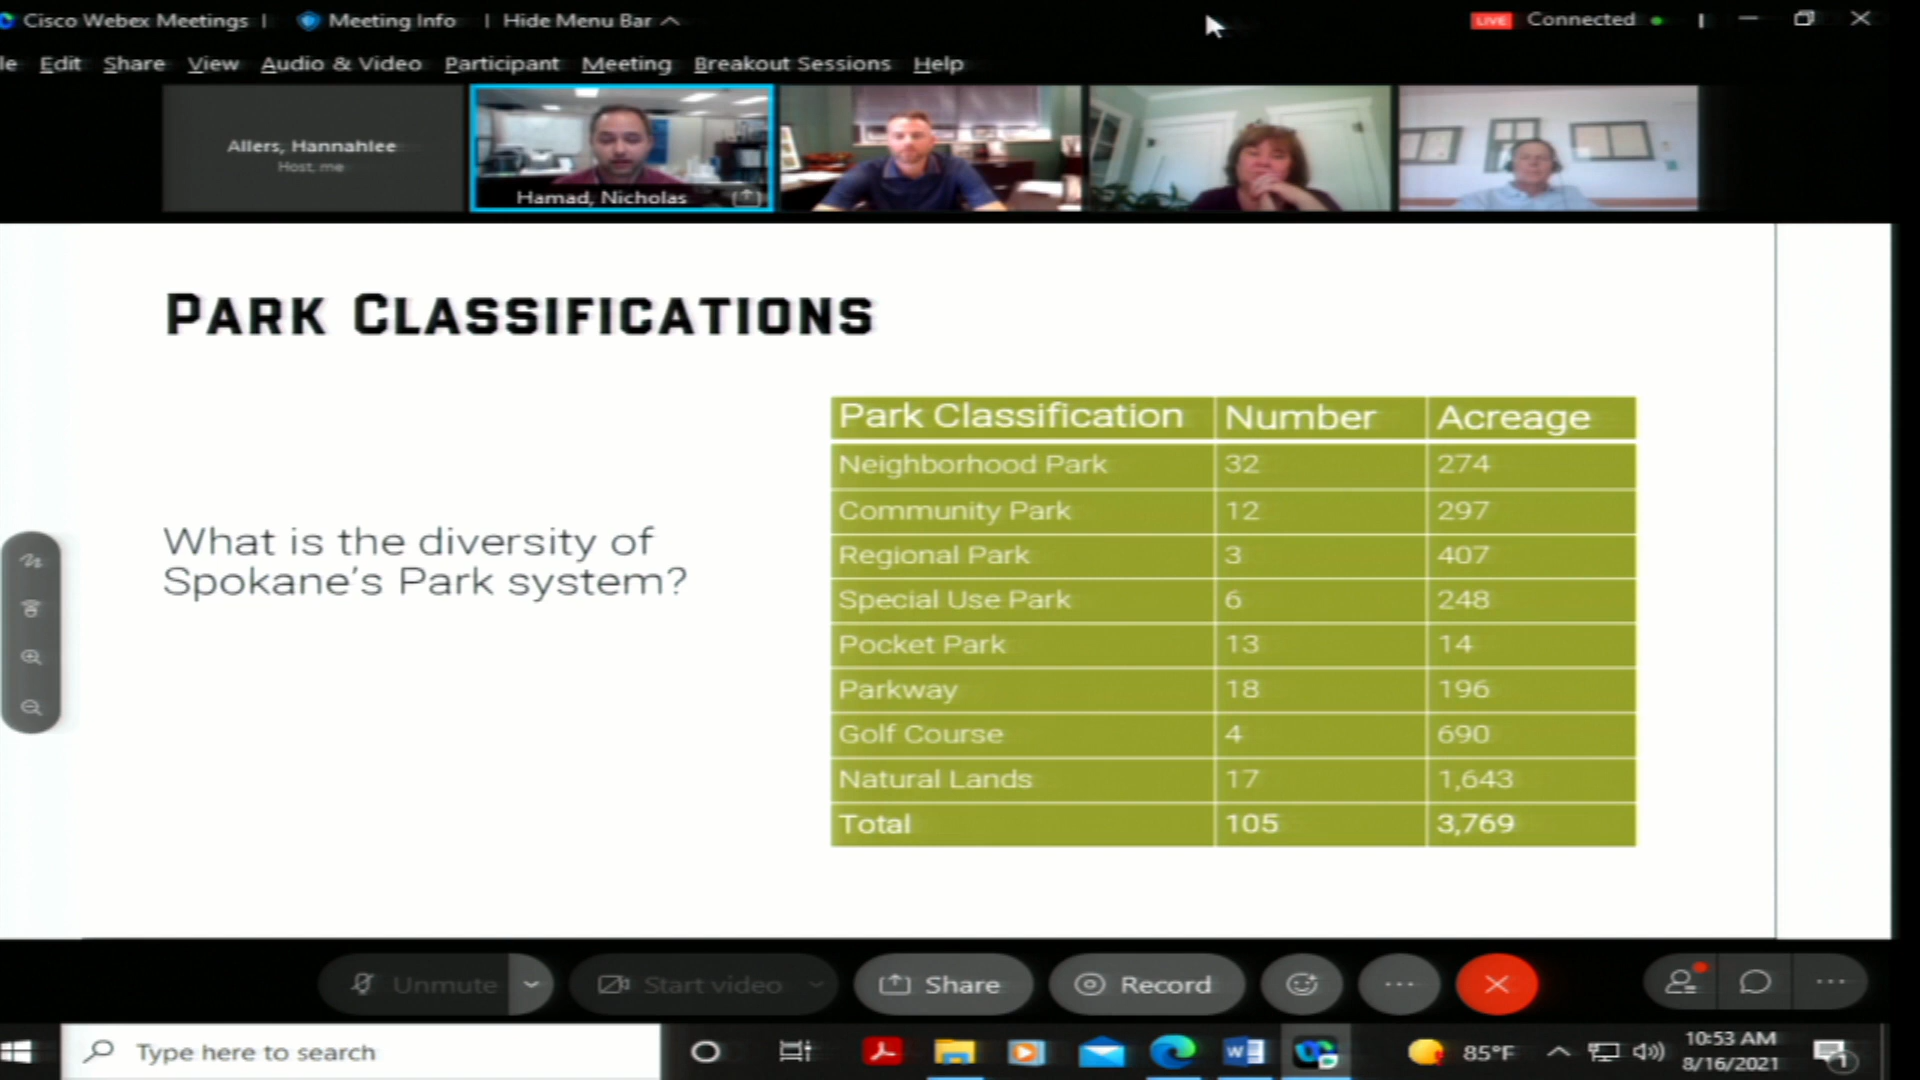 Cisco Webex Meetings | Meeting Info | Hide Menu Bar
LIVE Connected
le Edit Share View Audio & Video Participant Meeting Breakout Sessions Help
Allers, Hannahlee
Host, me
Hamad, Nicholas
PARK CLASSIFICATIONS
What is the diversity of
Spokane's Park system?
Park Classification Number Acreage
Neighborhood Park 32 274
Community Park 12 297
Regional Park 3 407
Special Use Park 6 248
Pocket Park 13 14
Parkway 18 196
Golf Course 4 690
Natural Lands 17 1,643
Total 105 3,769
Unmute Start video Share Record
Type here to search
85°F
10:53 AM
8/16/2021
1